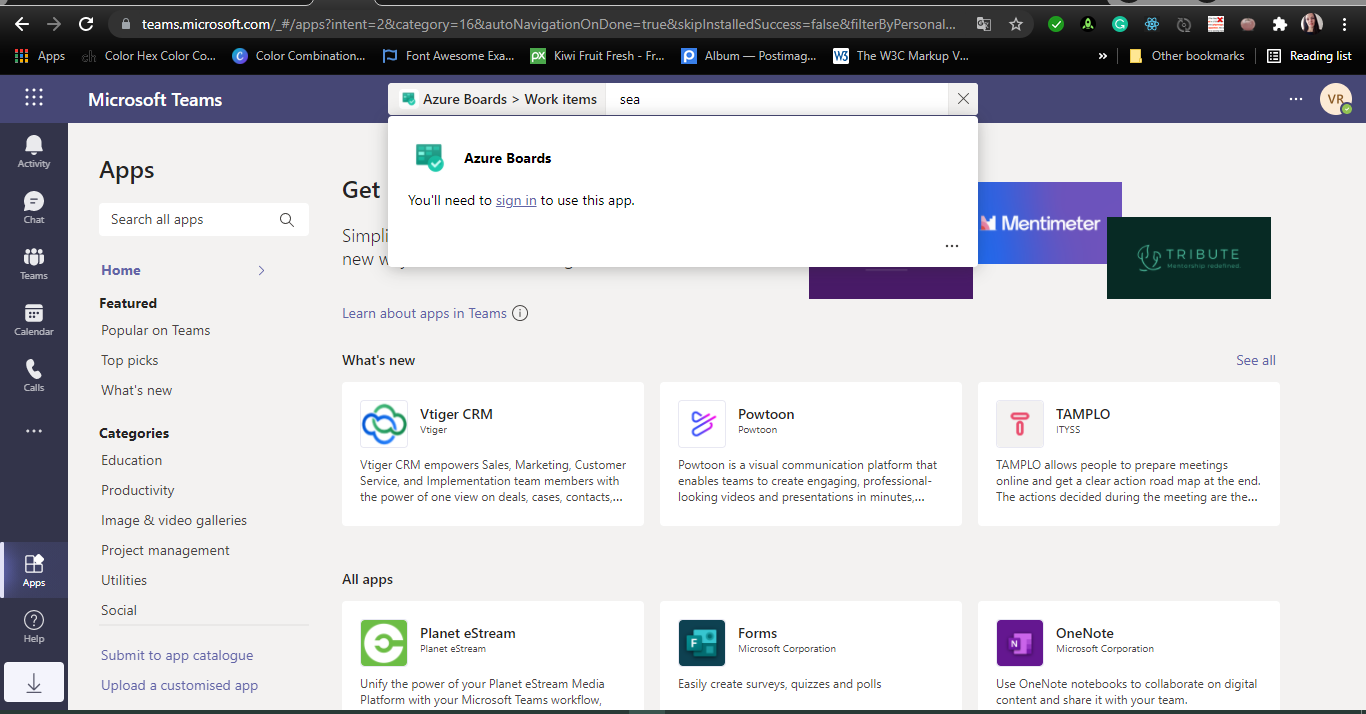 teams.microsoft.com/_#/apps?intent=2&category=16&autoNavigationOnDone=true&skipInstalledSuccess=false&filterByPersonal...
Apps
Color Hex Color Co...
Color Combination...
Font Awesome Exa...
Kiwi Fruit Fresh - Fr...
Album — Postimag...
The W3C Markup V...
»
Other bookmarks
Reading list
Microsoft Teams
Azure Boards > Work items
sea
VR
Azure Boards
You'll need to sign in to use this app.
Activity
Chat
Teams
Calendar
Calls
Apps
Help
Apps
Search all apps
Home
Featured
Popular on Teams
Top picks
What's new
Categories
Education
Productivity
Image & video galleries
Project management
Utilities
Social
Submit to app catalogue
Upload a customised app
Get
Simpli
new
Mentimeter
TRIBUTE
Mentorship redefined.
Learn about apps in Teams
What's new
See all
Vtiger CRM
Vtiger
Vtiger CRM empowers Sales, Marketing, Customer
Service, and Implementation team members with
the power of one view on deals, cases, contacts,...
Powtoon
Powtoon
Powtoon is a visual communication platform that
enables teams to create engaging, professional-
looking videos and presentations in minutes,...
TAMPLO
ITYSS
TAMPLO allows people to prepare meetings
online and get a clear action road map at the end.
The actions decided during the meeting are the...
All apps
Planet eStream
Planet eStream
Unify the power of your Planet eStream Media
Platform with your Microsoft Teams workflow,
Forms
Microsoft Corporation
Easily create surveys, quizzes and polls
OneNote
Microsoft Corporation
Use OneNote notebooks to collaborate on digital
content and share it with your team.